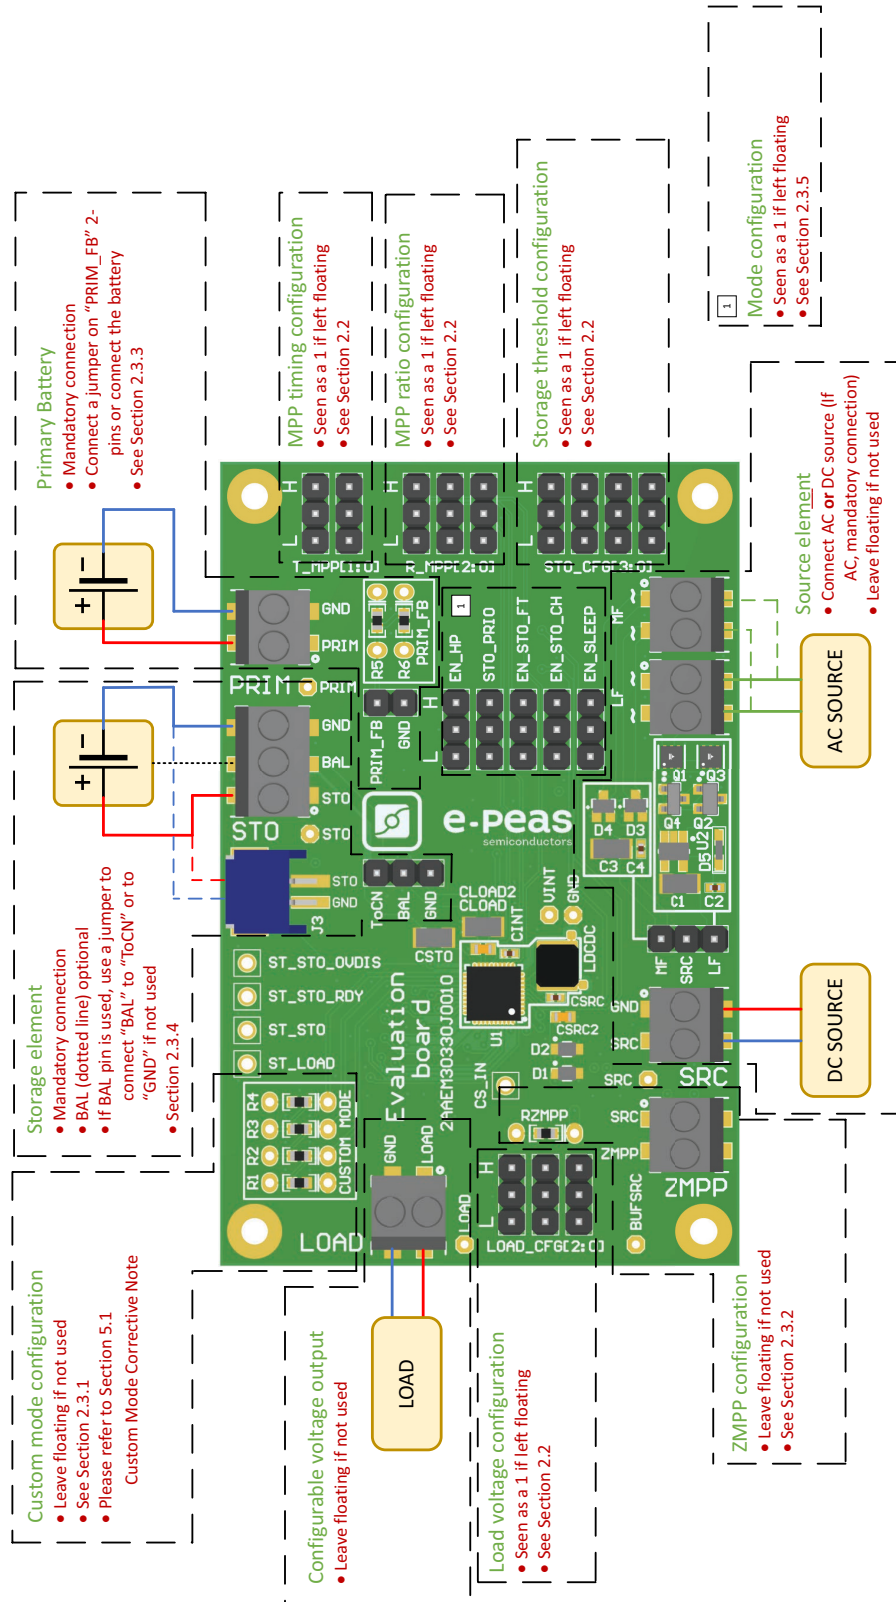 Custom mode configuration
• Leave floating if not used
• See Section 2.3.1
• Please refer to Section 5.1
Custom Mode Corrective Note
Storage element
• Mandatory connection
• BAL (dotted line) optional
• If BAL pin is used, use a jumper to
connect “BAL” to “ToCN” or to
“GND” if not used
• Section 2.3.4
Primary Battery
• Mandatory connection
• Connect a jumper on “PRIM_FB” 2-
pins or connect the battery
• See Section 2.3.3
+ −
+ −
Configurable voltage output
• Leave floating if not used
LOAD
Load voltage configuration
• Seen as a 1 if left floating
• See Section 2.2
ZMPP configuration
• Leave floating if not used
• See Section 2.3.2
MPP timing configuration
• Seen as a 1 if left floating
• See Section 2.2
MPP ratio configuration
• Seen as a 1 if left floating
• See Section 2.2
Storage threshold configuration
• Seen as a 1 if left floating
• See Section 2.2
1
Mode configuration
• Seen as a 1 if left floating
• See Section 2.3.5
Source element
• Connect AC or DC source (If
AC, mandatory connection)
• Leave floating if not used
DC SOURCE
AC SOURCE
R1 R2 R3 R4
CUSTOM MODE
ST_LOAD
ST_STO
ST_STO_RDY
ST_STO_OVDIS
J3
GND STO
STO
STO
STO BAL GND
PRIM
PRIM
PRIM GND
LOAD
GND
LOAD
LOAD
Evaluation
board
2AAEM30330J0010
ToCN
BAL
GND
PRIM_FB
GND
R5
R6
PRIM_FB
L H
T_MPP[1:0]
L H
R_MPP[2:0]
L H
STO_CFG[3:0]
L H
EN_HP
1
STO_PRIO
EN_STO_FT
EN_STO_CH
EN_SLEEP
e-peas
semiconductors
CSTO
CLOAD2
CLOAD
CINT
VINT
GND
LDCDC
U1
CSRC
CSRC2
D2
D1
CS_IN
RZMPP
L H
LOAD_CFG[2:0]
BUFSRC
ZMPP
ZMPP SRC
SRC
SRC
SRC GND
MF
SRC
LF
D4 D3
C3 C4
Q1 Q3
Q4 Q2
U2
D5
C1 C2
LF
MF
~ ~
~ ~